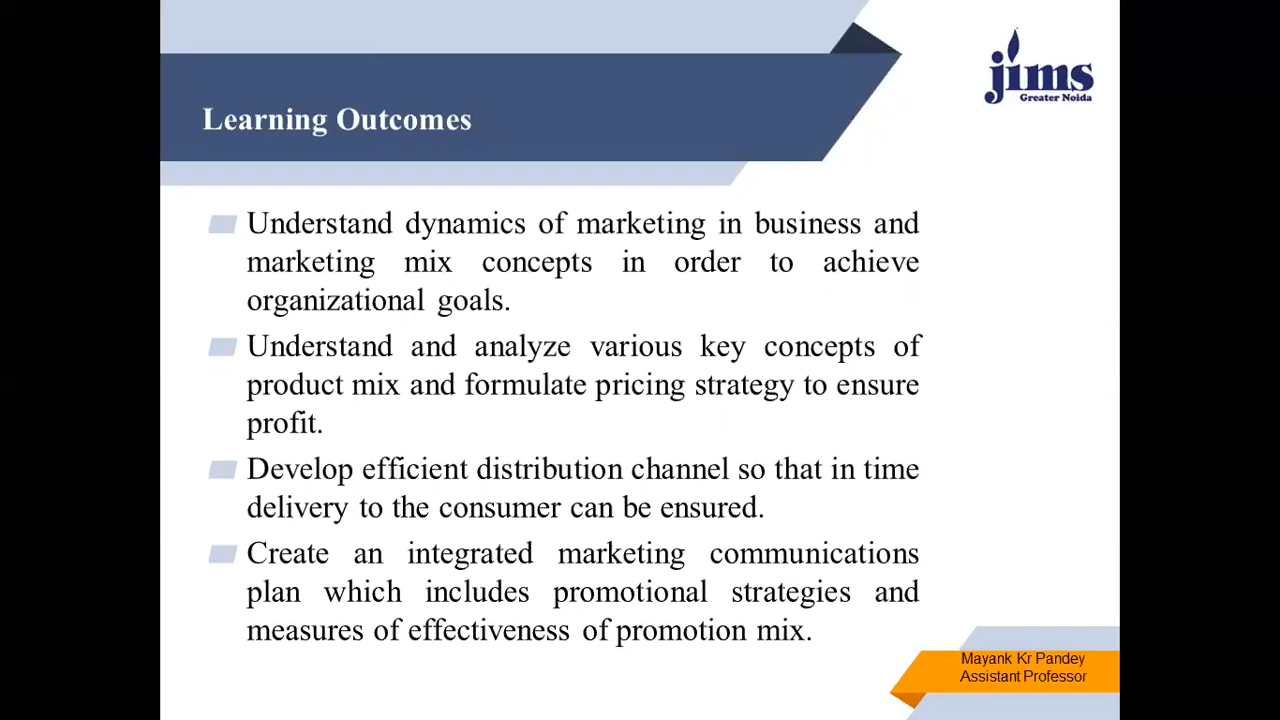 jims
Greater Noida
Learning Outcomes
Understand dynamics of marketing in business and
marketing mix concepts in order to achieve
organizational goals.
Understand and analyze various key concepts of
product mix and formulate pricing strategy to ensure
profit.
Develop efficient distribution channel so that in time
delivery to the consumer can be ensured.
Create an integrated marketing communications
plan which includes promotional strategies and
measures of effectiveness of promotion mix.
Mayank Kr Pandey
Assistant Professor